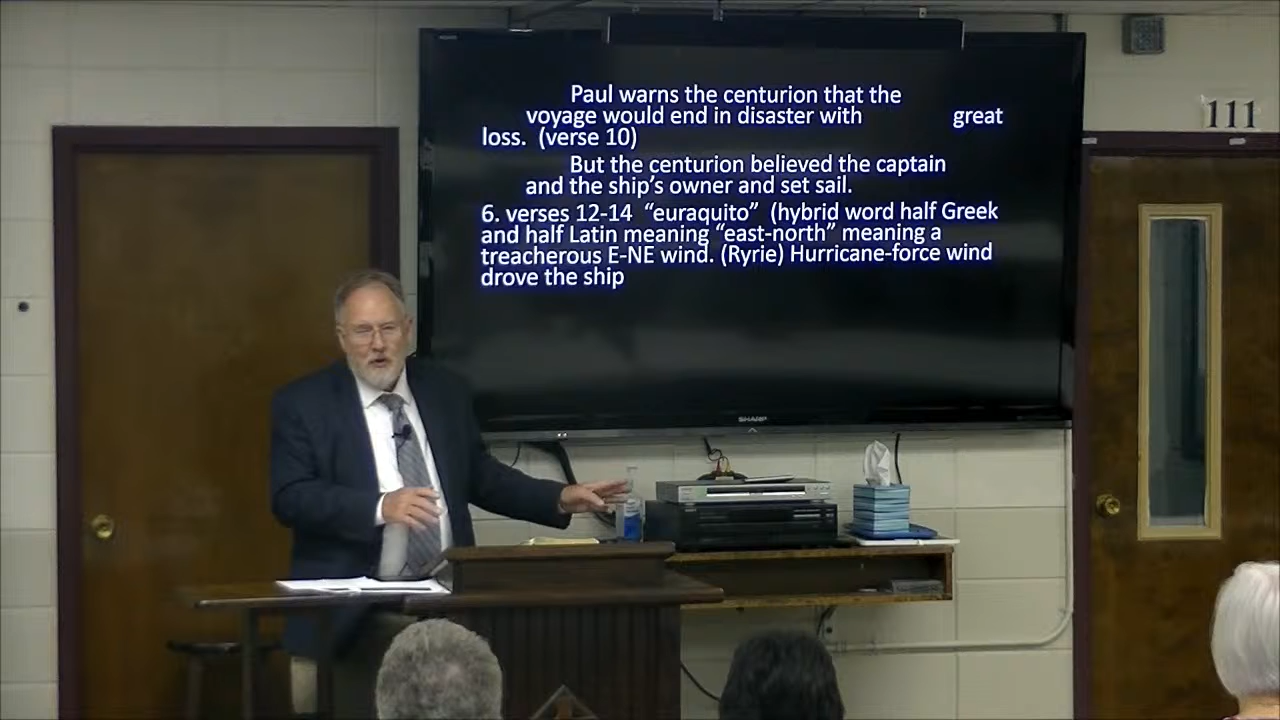 Paul warns the centurion that the
voyage would end in disaster with great
loss. (verse 10)
But the centurion believed the captain
and the ship's owner and set sail.
6. verses 12-14 “euraquito” (hybrid word half Greek
and half Latin meaning “east-north” meaning a
treacherous E-NE wind. (Ryrie) Hurricane-force wind
drove the ship
111
SHARP